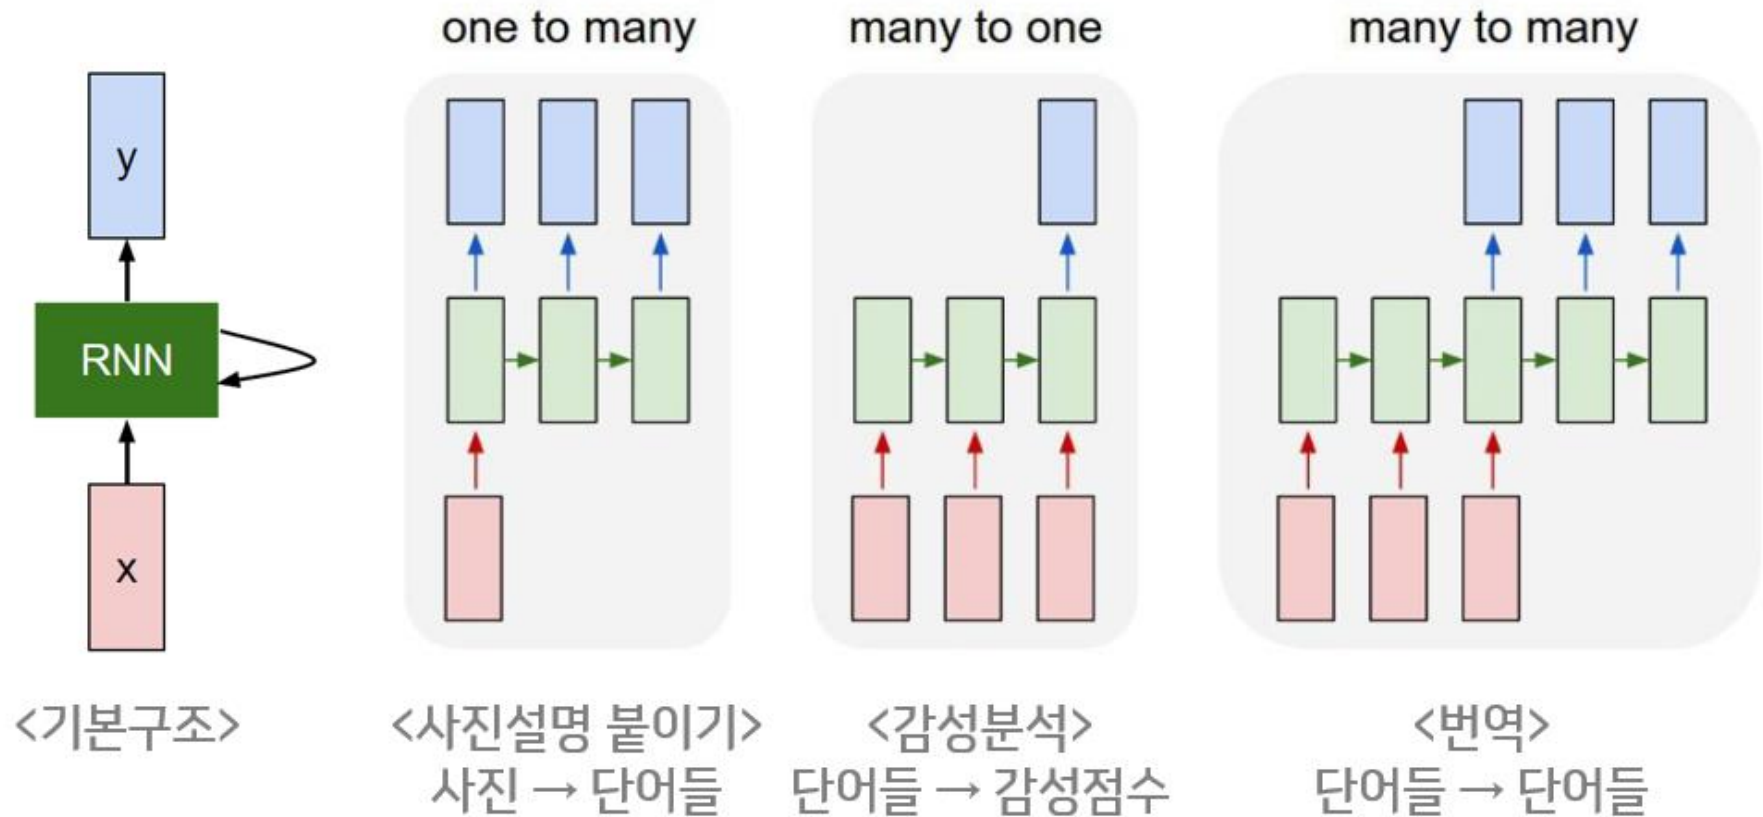 one to many
many to one
many to many
y
RNN
x
<기본구조>
<사진설명 붙이기>
사진 → 단어들
<감성분석>
단어들 → 감성점수
<번역>
단어들 → 단어들